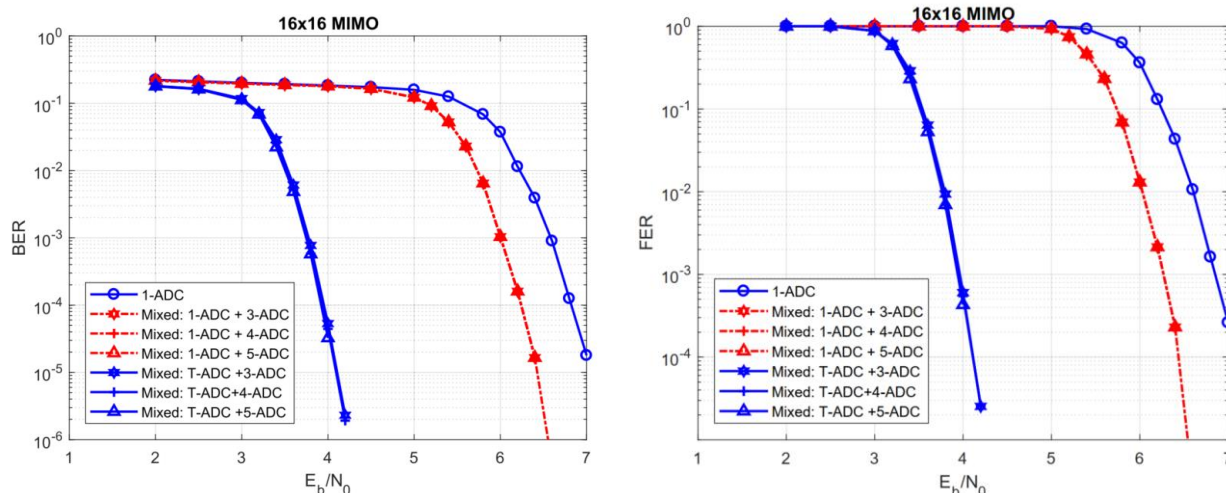 16x16 MIMO
10^0
10^-1
10^-2
10^-3
10^-4
10^-5
10^-6
BER
1-ADC
Mixed: 1-ADC + 3-ADC
Mixed: 1-ADC + 4-ADC
Mixed: 1-ADC + 5-ADC
Mixed: T-ADC +3-ADC
Mixed: T-ADC+4-ADC
Mixed: T-ADC +5-ADC
1 2 3 4 5 6 7
E_b/N_0
16x16 MIMO
10^0
10^-1
10^-2
10^-3
10^-4
FER
1-ADC
Mixed: 1-ADC + 3-ADC
Mixed: 1-ADC + 4-ADC
Mixed: 1-ADC + 5-ADC
Mixed: T-ADC +3-ADC
Mixed: T-ADC+4-ADC
Mixed: T-ADC +5-ADC
1 2 3 4 5 6 7
E_b/N_0